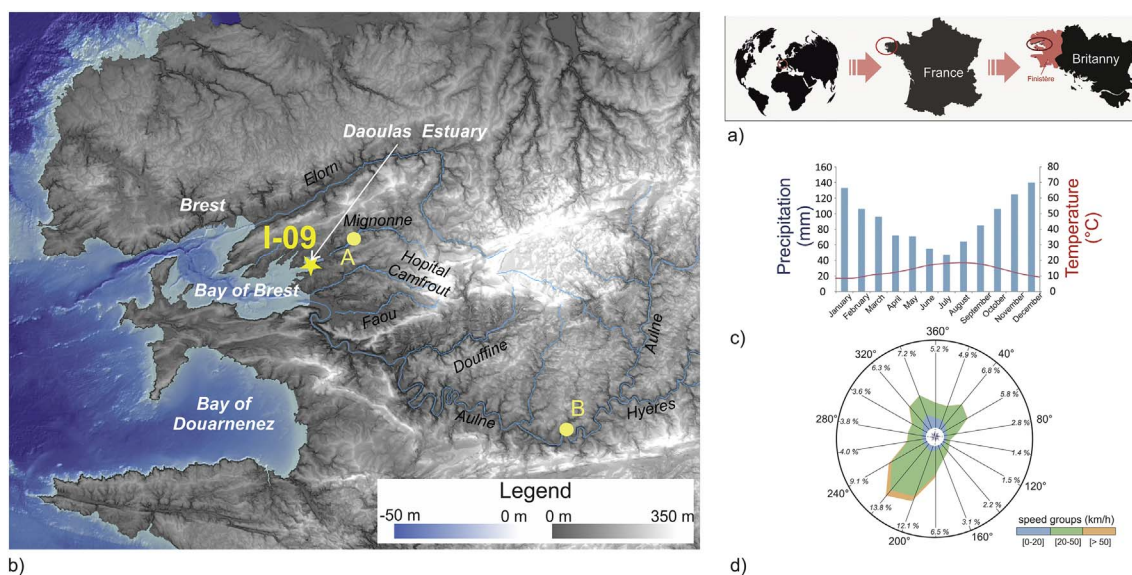 Brest
Daoulas Estuary
Elorn
Mignonne
I-09
A
Hopital
Camfrout
Bay of Brest
Faou
Douffine
Aulne
Aulne
B
Hyères
Bay of
Douarnenez
Legend
-50 m 0 m 0 m 350 m
b)
France
Finistère
Britanny
a)
Precipitation
(mm)
160
140
120
100
80
60
40
20
0
80
70
60
50
40
30
20
10
0
Temperature
(°C)
January
February
March
April
May
June
July
August
September
October
November
December
c)
360°
40°
80°
120°
160°
200°
240°
280°
320°
5.2 %
4.9 %
6.8 %
5.8 %
2.8 %
1.4 %
1.5 %
2.2 %
3.1 %
6.5 %
12.1 %
13.8 %
9.1 %
4.0 %
3.8 %
3.6 %
6.3 %
7.2 %
speed groups (km/h)
[0-20] [20-50] [> 50]
d)